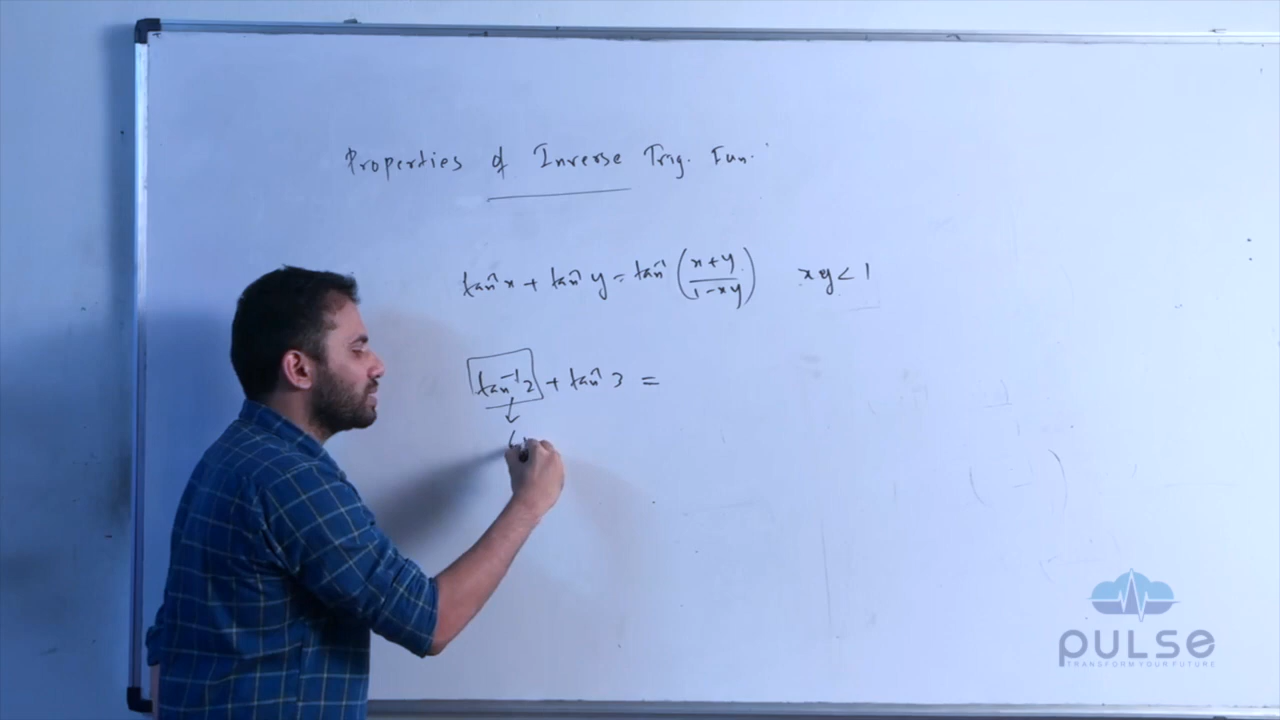 Properties of Inverse Trig. Fun.
tan⁻¹x + tan⁻¹y = tan⁻¹(x+y/1-xy) xy < 1
tan⁻¹2 + tan⁻¹3 =
PULSE
TRANSFORM YOUR FUTURE